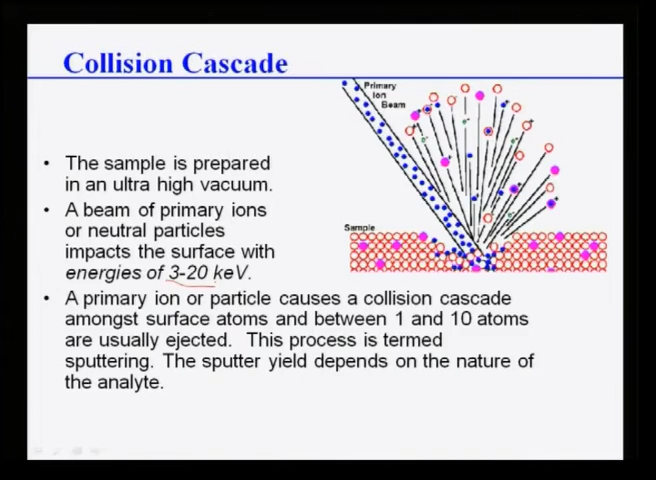 Collision Cascade
Primary
Ion
Beam
Sample
• The sample is prepared
in an ultra high vacuum.
• A beam of primary ions
or neutral particles
impacts the surface with
energies of 3-20 keV.
• A primary ion or particle causes a collision cascade
amongst surface atoms and between 1 and 10 atoms
are usually ejected. This process is termed
sputtering. The sputter yield depends on the nature of
the analyte.